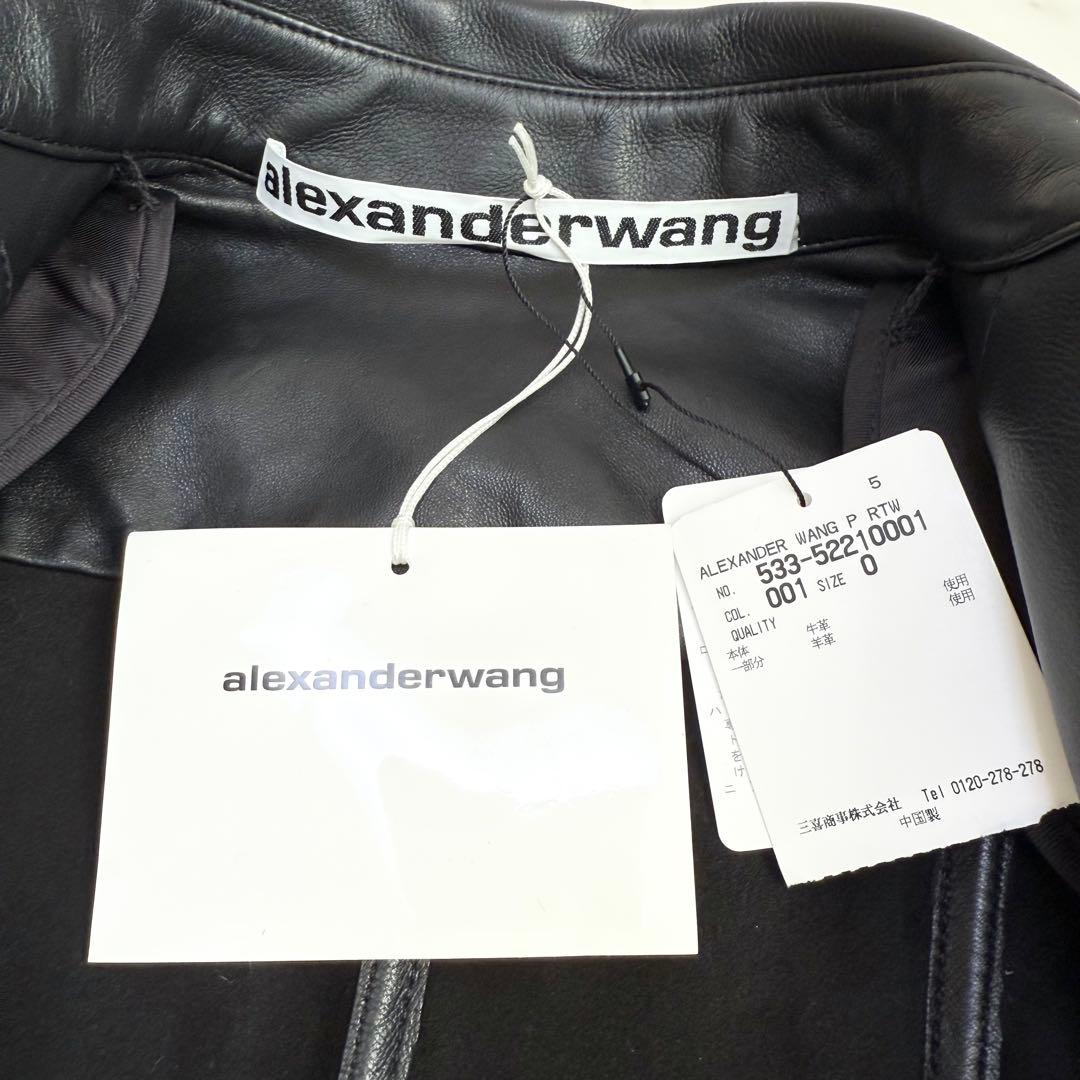 alexanderwang
alexanderwang
5
ALEXANDER WANG P RTW
NO. 533-52210001
COL. 001 SIZE 0
QUALITY
本体 牛革 使用
一部分 羊革 使用
三喜商事株式会社 Tel 0120-278-278
中国製